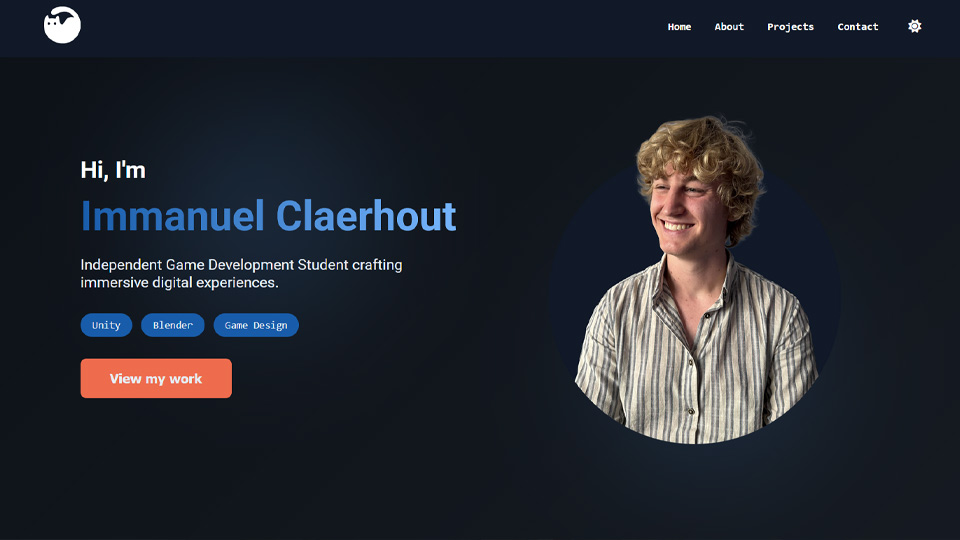 Home About Projects Contact
Hi, I'm
Immanuel Claerhout
Independent Game Development Student crafting
immersive digital experiences.
Unity Blender Game Design
View my work